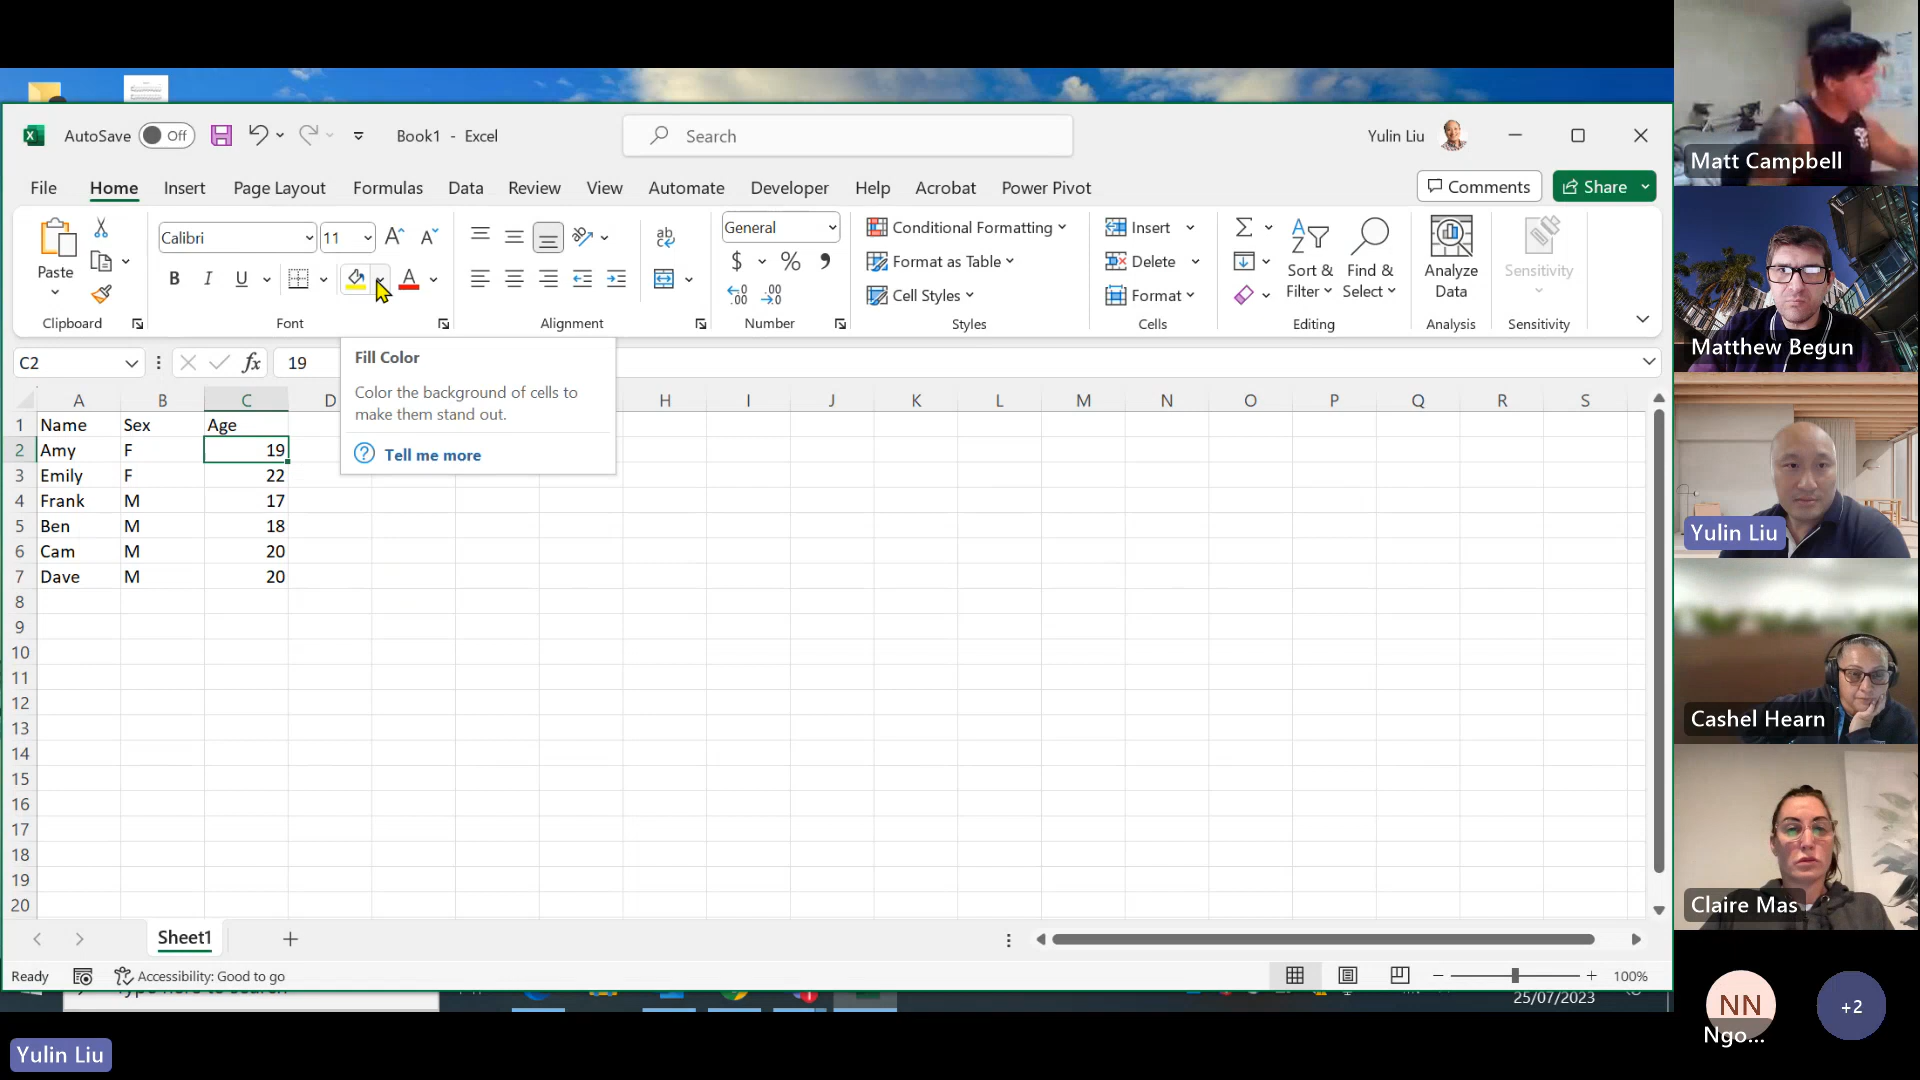 AutoSave Off Book1 - Excel Search Yulin Liu
File Home Insert Page Layout Formulas Data Review View Automate Developer Help Acrobat Power Pivot Comments Share
Paste
Clipboard
Calibri 11
B I U A
Font
ab
Alignment
General
$ % ,
Number
Conditional Formatting
Format as Table
Cell Styles
Styles
Insert
Delete
Format
Cells
Sort & Filter
Find & Select
Editing
Analyze Data
Analysis
Sensitivity
Sensitivity
C2 fx 19
Fill Color
Color the background of cells to
make them stand out.
Tell me more
A B C D H I J K L M N O P Q R S
1 Name Sex Age
2 Amy F 19
3 Emily F 22
4 Frank M 17
5 Ben M 18
6 Cam M 20
7 Dave M 20
8
9
10
11
12
13
14
15
16
17
18
19
20
Sheet1
Ready Accessibility: Good to go 100%
25/07/2023
Yulin Liu
Matt Campbell
Matthew Begun
Yulin Liu
Cashel Hearn
Claire Mas
NN
Ngo...
+2